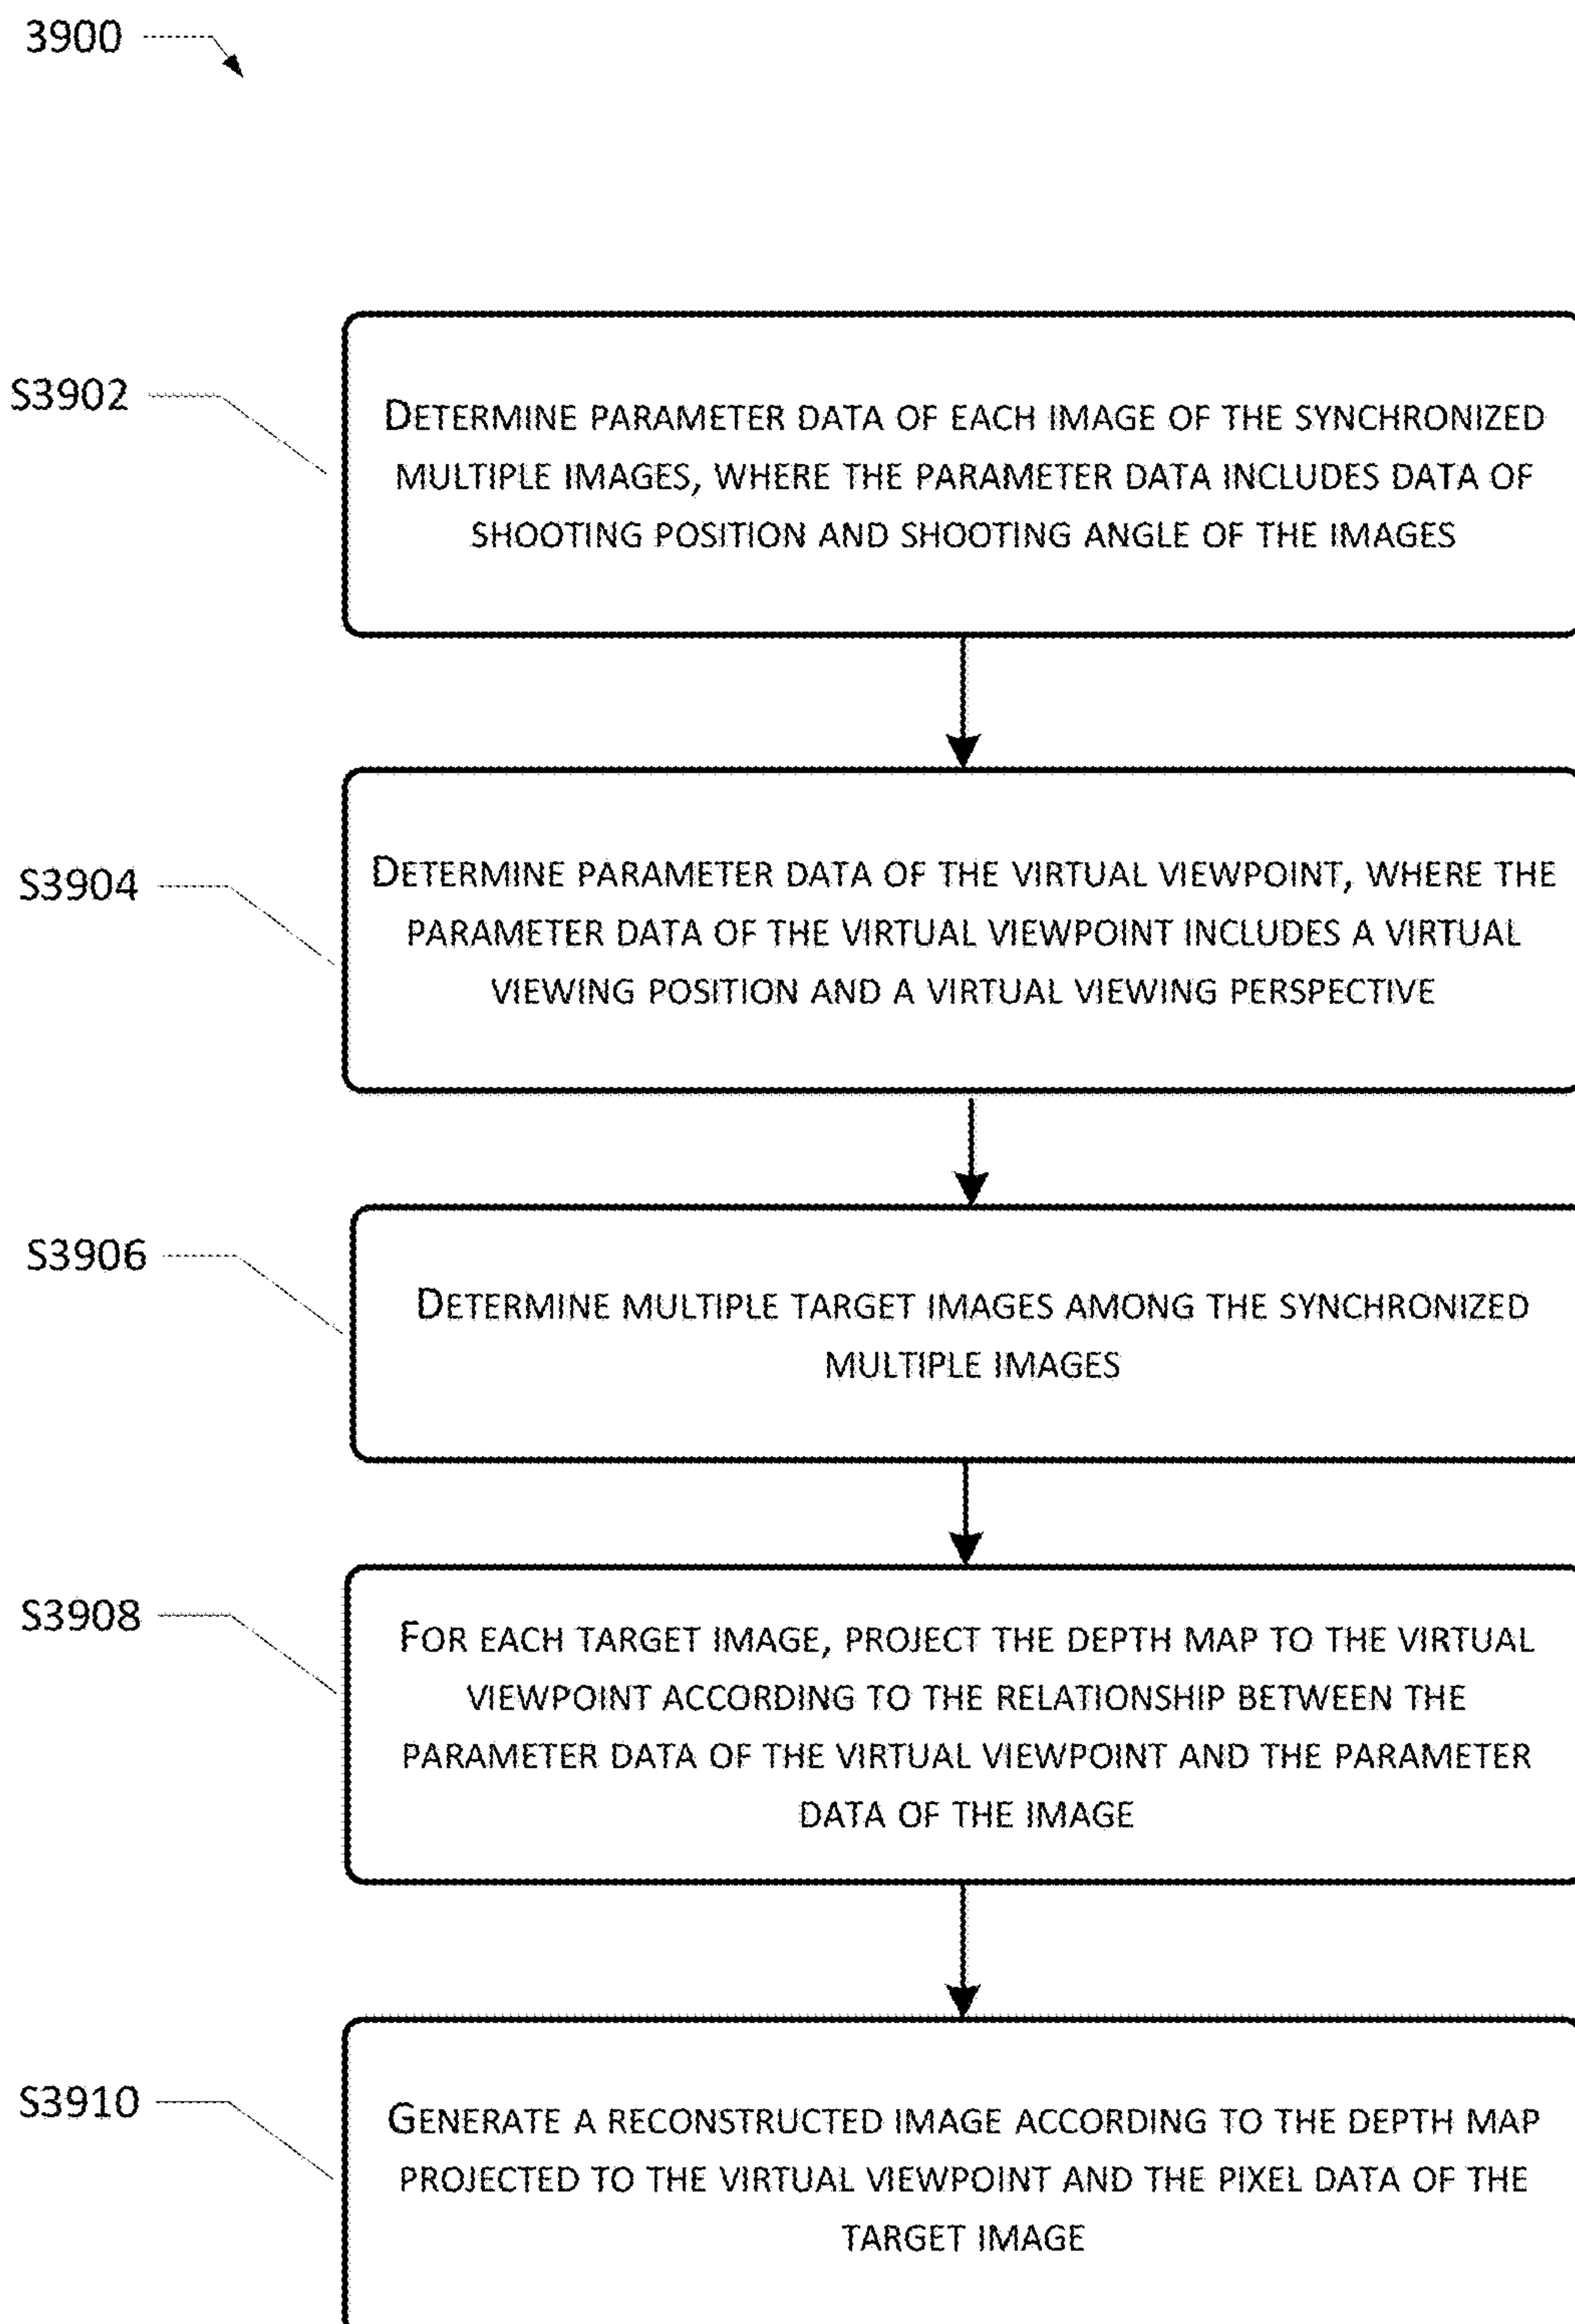 3900
S3902
DETERMINE PARAMETER DATA OF EACH IMAGE OF THE SYNCHRONIZED
MULTIPLE IMAGES, WHERE THE PARAMETER DATA INCLUDES DATA OF
SHOOTING POSITION AND SHOOTING ANGLE OF THE IMAGES
S3904
DETERMINE PARAMETER DATA OF THE VIRTUAL VIEWPOINT, WHERE THE
PARAMETER DATA OF THE VIRTUAL VIEWPOINT INCLUDES A VIRTUAL
VIEWING POSITION AND A VIRTUAL VIEWING PERSPECTIVE
S3906
DETERMINE MULTIPLE TARGET IMAGES AMONG THE SYNCHRONIZED
MULTIPLE IMAGES
S3908
FOR EACH TARGET IMAGE, PROJECT THE DEPTH MAP TO THE VIRTUAL
VIEWPOINT ACCORDING TO THE RELATIONSHIP BETWEEN THE
PARAMETER DATA OF THE VIRTUAL VIEWPOINT AND THE PARAMETER
DATA OF THE IMAGE
S3910
GENERATE A RECONSTRUCTED IMAGE ACCORDING TO THE DEPTH MAP
PROJECTED TO THE VIRTUAL VIEWPOINT AND THE PIXEL DATA OF THE
TARGET IMAGE